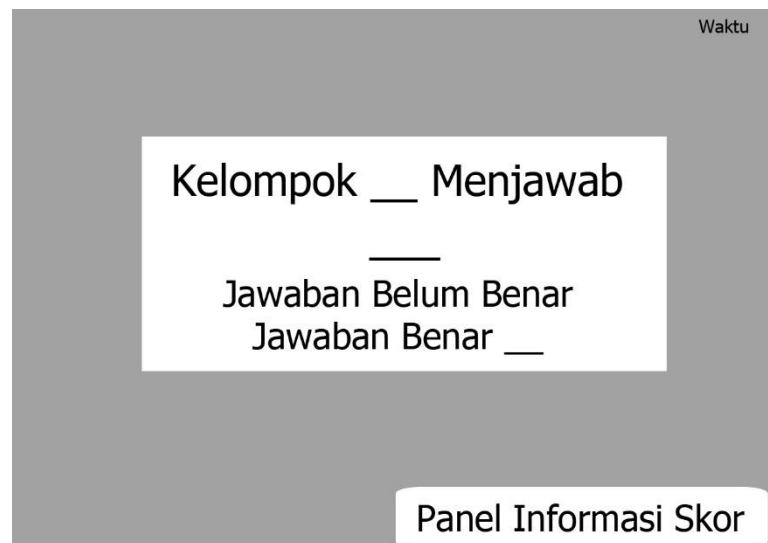 Waktu
Kelompok __ Menjawab
___
Jawaban Belum Benar
Jawaban Benar __
Panel Informasi Skor